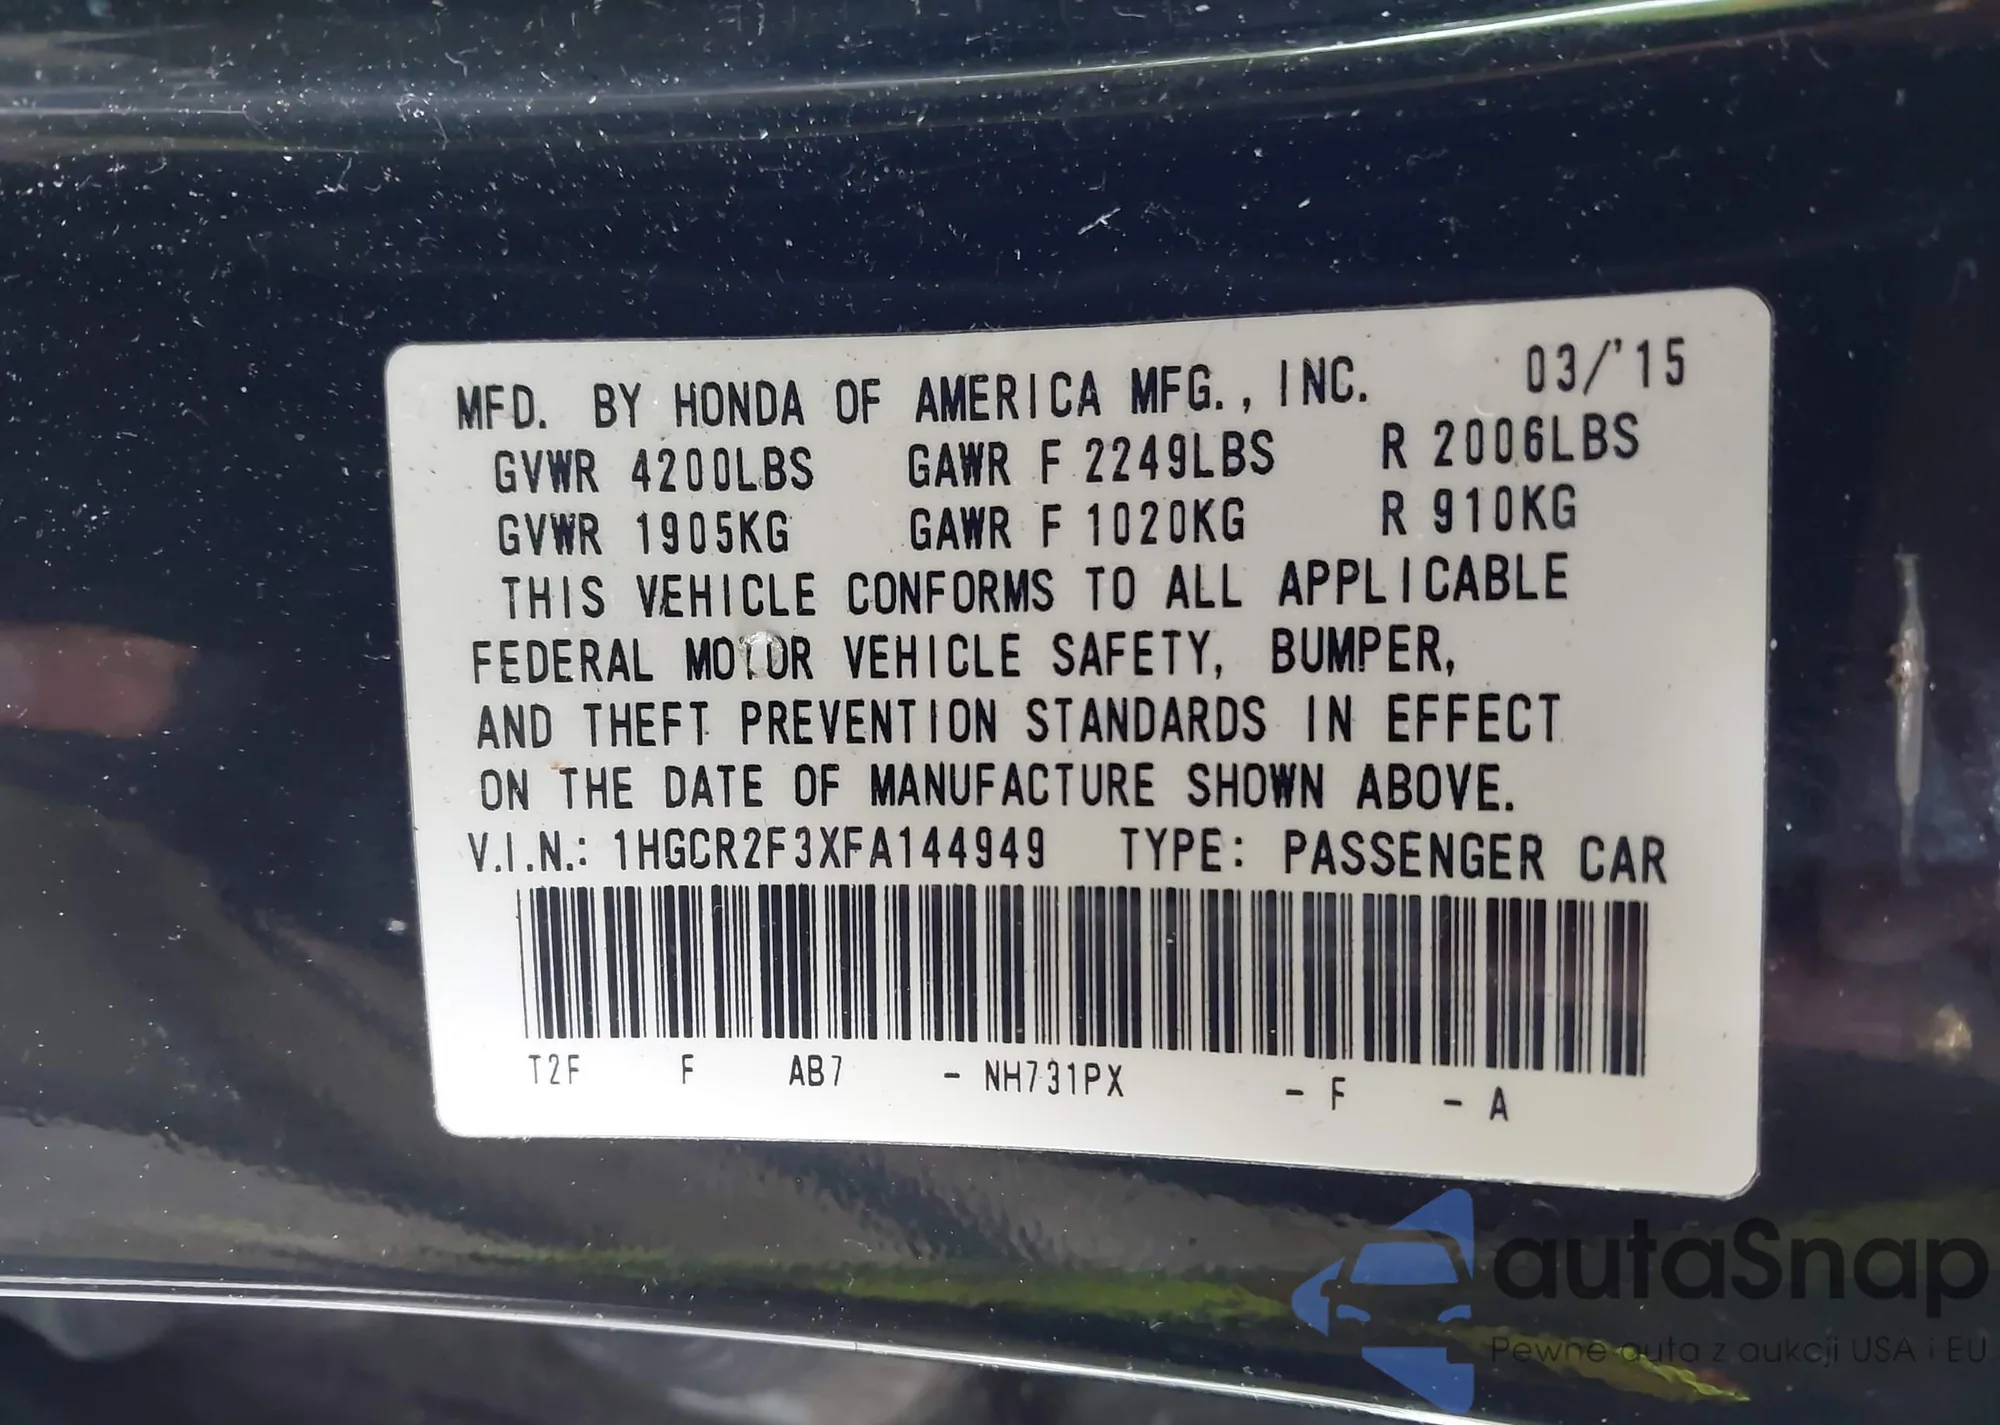 MFD. BY HONDA OF AMERICA MFG., INC. 03/'15
GVWR 4200LBS GAWR F 2249LBS R 2006LBS
GVWR 1905KG GAWR F 1020KG R 910KG
THIS VEHICLE CONFORMS TO ALL APPLICABLE
FEDERAL MOTOR VEHICLE SAFETY, BUMPER,
AND THEFT PREVENTION STANDARDS IN EFFECT
ON THE DATE OF MANUFACTURE SHOWN ABOVE.
V.I.N.: 1HGCR2F3XFA144949 TYPE: PASSENGER CAR
T2F F AB7 - NH731PX - F - A
autaSnap
Pewne auta z aukcji USA i EU